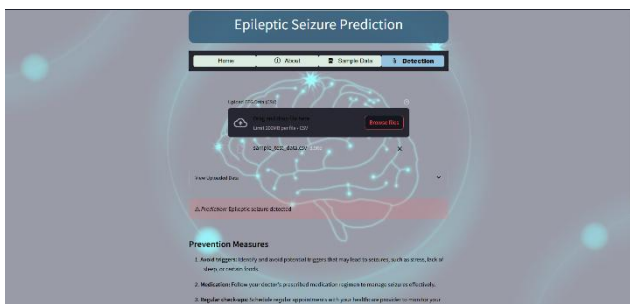 Epileptic Seizure Prediction
Home About Sample Data Detection
Upload EEG Data (CSV)
Drag and drop file here
Limit 200MB per file • CSV
Browse files
Sample_test_data.csv
View Uploaded Data
Prediction: Epileptic seizure detected
Prevention Measures
1. Avoid triggers: Identify and avoid potential triggers that may lead to seizures, such as stress, lack of
sleep, or certain foods.
2. Medication: Follow your doctor's prescribed medication regimen to manage seizures effectively.
3. Regular checkups: Schedule regular appointments with your healthcare provider to monitor your